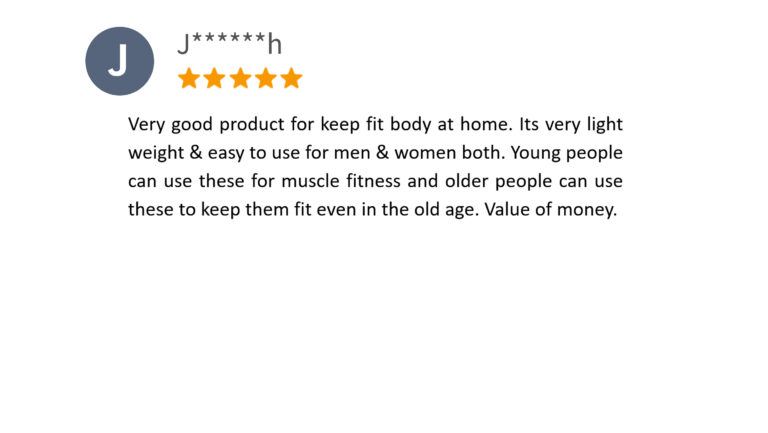 J
J******h
Very good product for keep fit body at home. Its very light
weight & easy to use for men & women both. Young people
can use these for muscle fitness and older people can use
these to keep them fit even in the old age. Value of money.